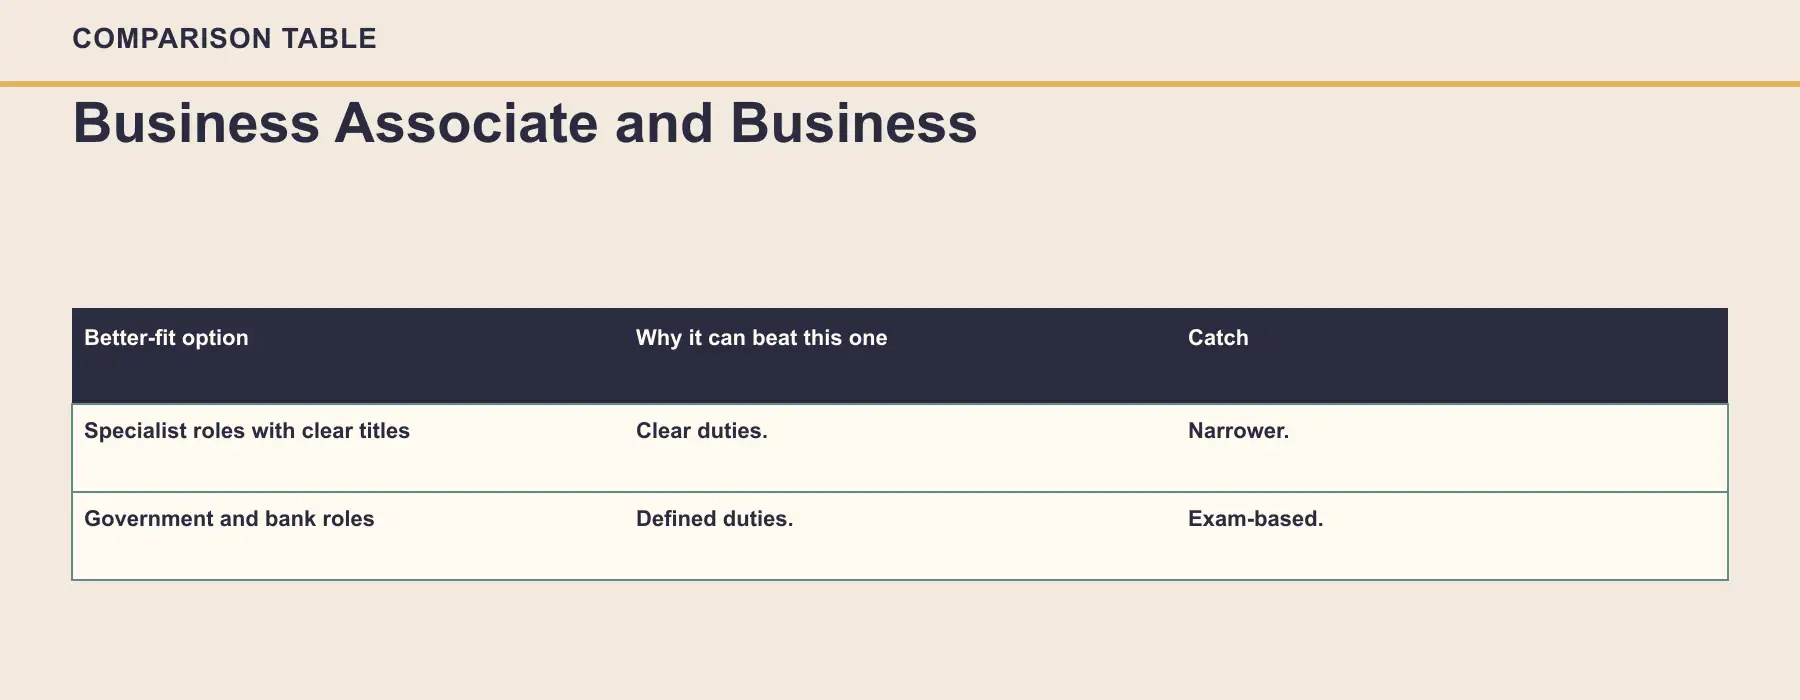 COMPARISON TABLE
Business Associate and Business
Better-fit option Why it can beat this one Catch
Specialist roles with clear titles Clear duties. Narrower.
Government and bank roles Defined duties. Exam-based.